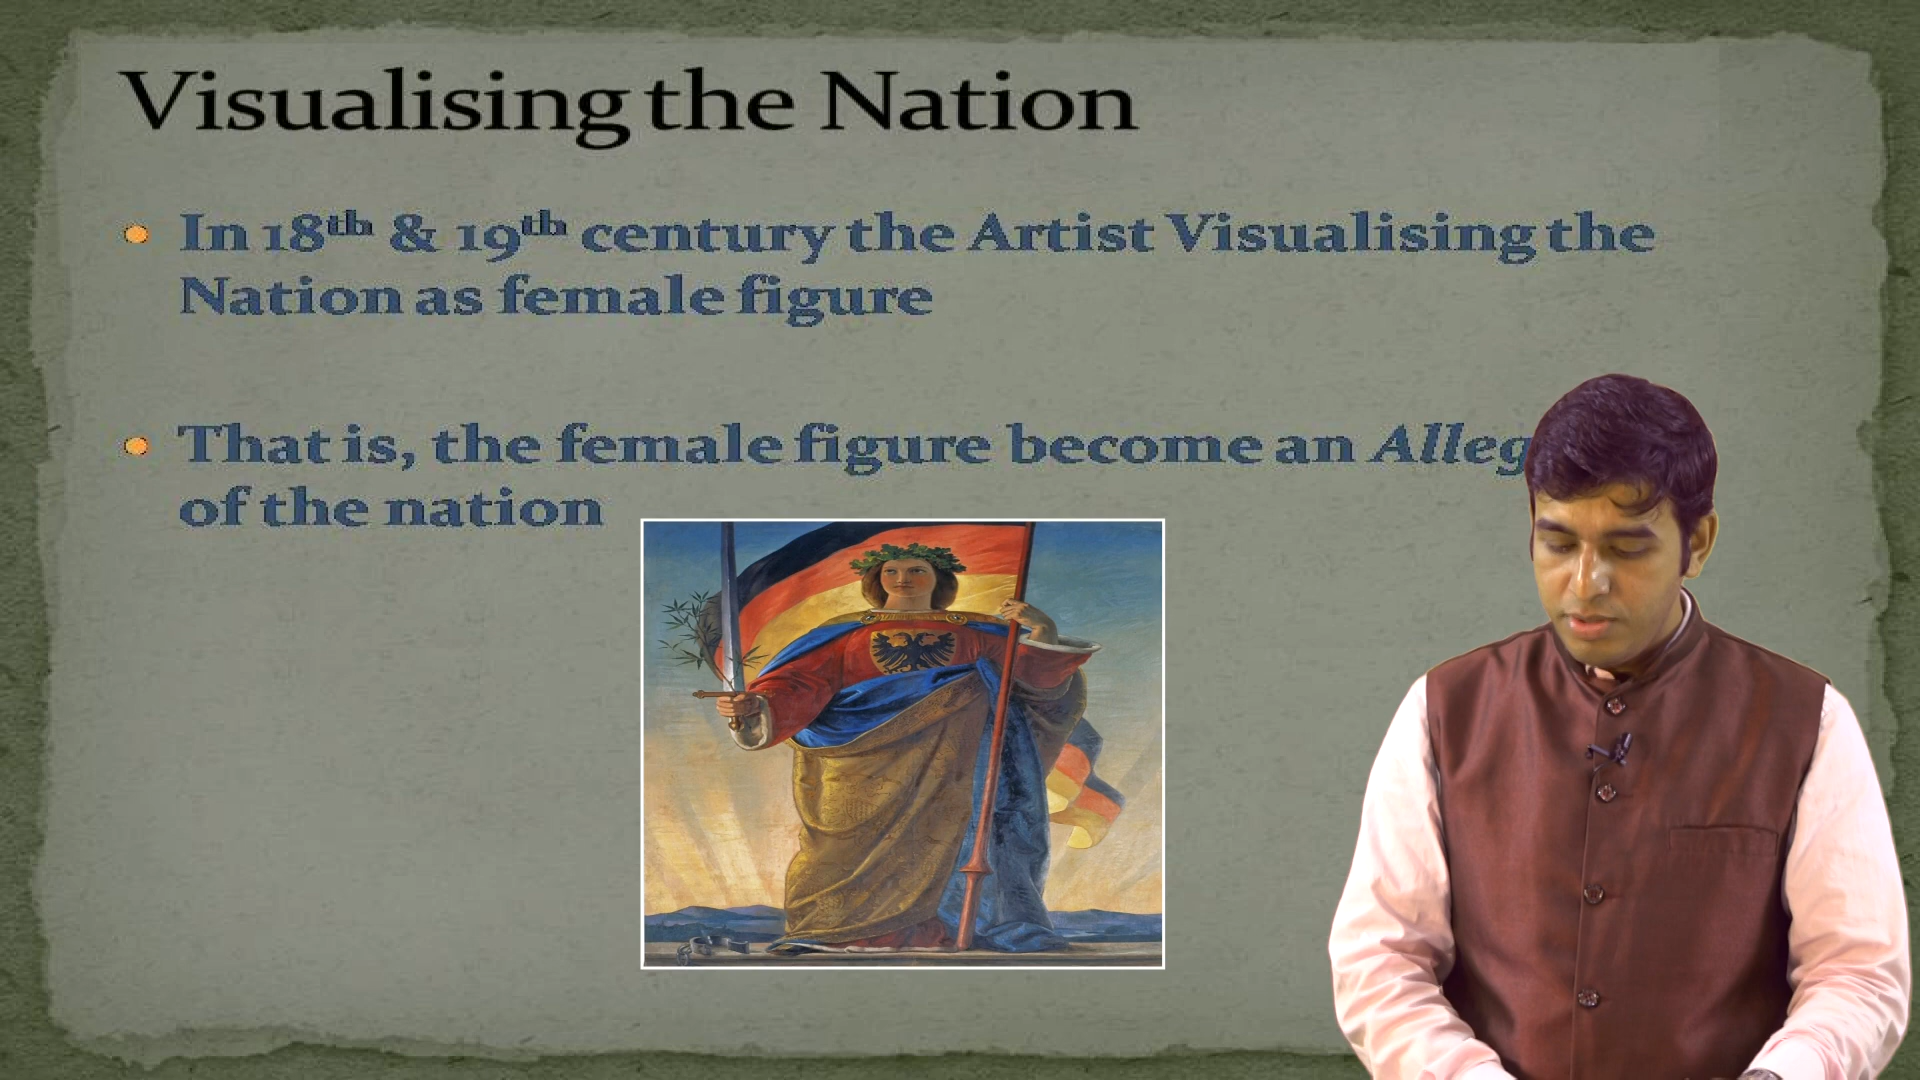 Visualising the Nation
In 18th & 19th century the Artist Visualising the
Nation as female figure
That is, the female figure become an
of the nation